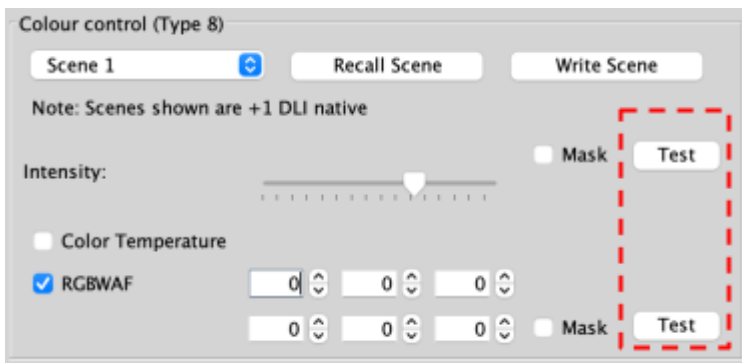 Colour control (Type 8)
Scene 1 Recall Scene Write Scene
Note: Scenes shown are +1 DLI native
Mask Test
Intensity:
Color Temperature
RGBWAF 0 0 0
0 0 0 Mask Test